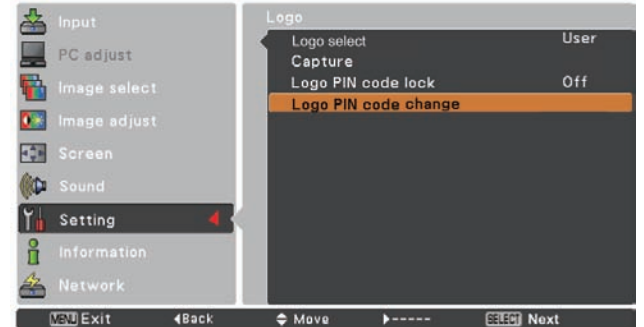 Input
PC adjust
Image select
Image adjust
Screen
Sound
Setting
Information
Network
Logo
Logo select User
Capture
Logo PIN code lock Off
Logo PIN code change
MENU Exit ◀Back Move ▶----- SELECT Next